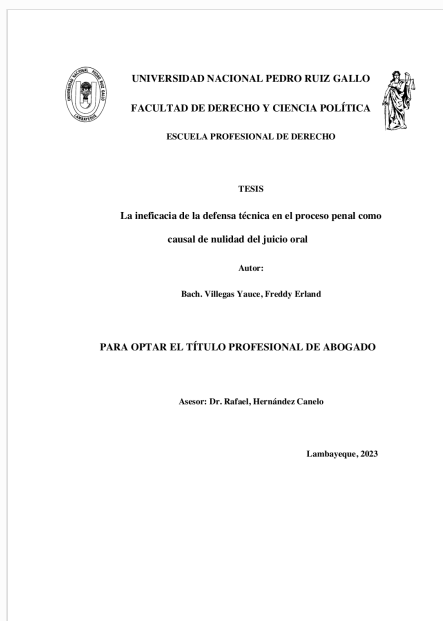 UNIVERSIDAD NACIONAL PEDRO RUIZ GALLO
FACULTAD DE DERECHO Y CIENCIA POLÍTICA
ESCUELA PROFESIONAL DE DERECHO
TESIS
La ineficacia de la defensa técnica en el proceso penal como
causal de nulidad del juicio oral
Autor:
Bach. Villegas Yauce, Freddy Erland
PARA OPTAR EL TÍTULO PROFESIONAL DE ABOGADO
Asesor: Dr. Rafael, Hernández Canelo
Lambayeque, 2023